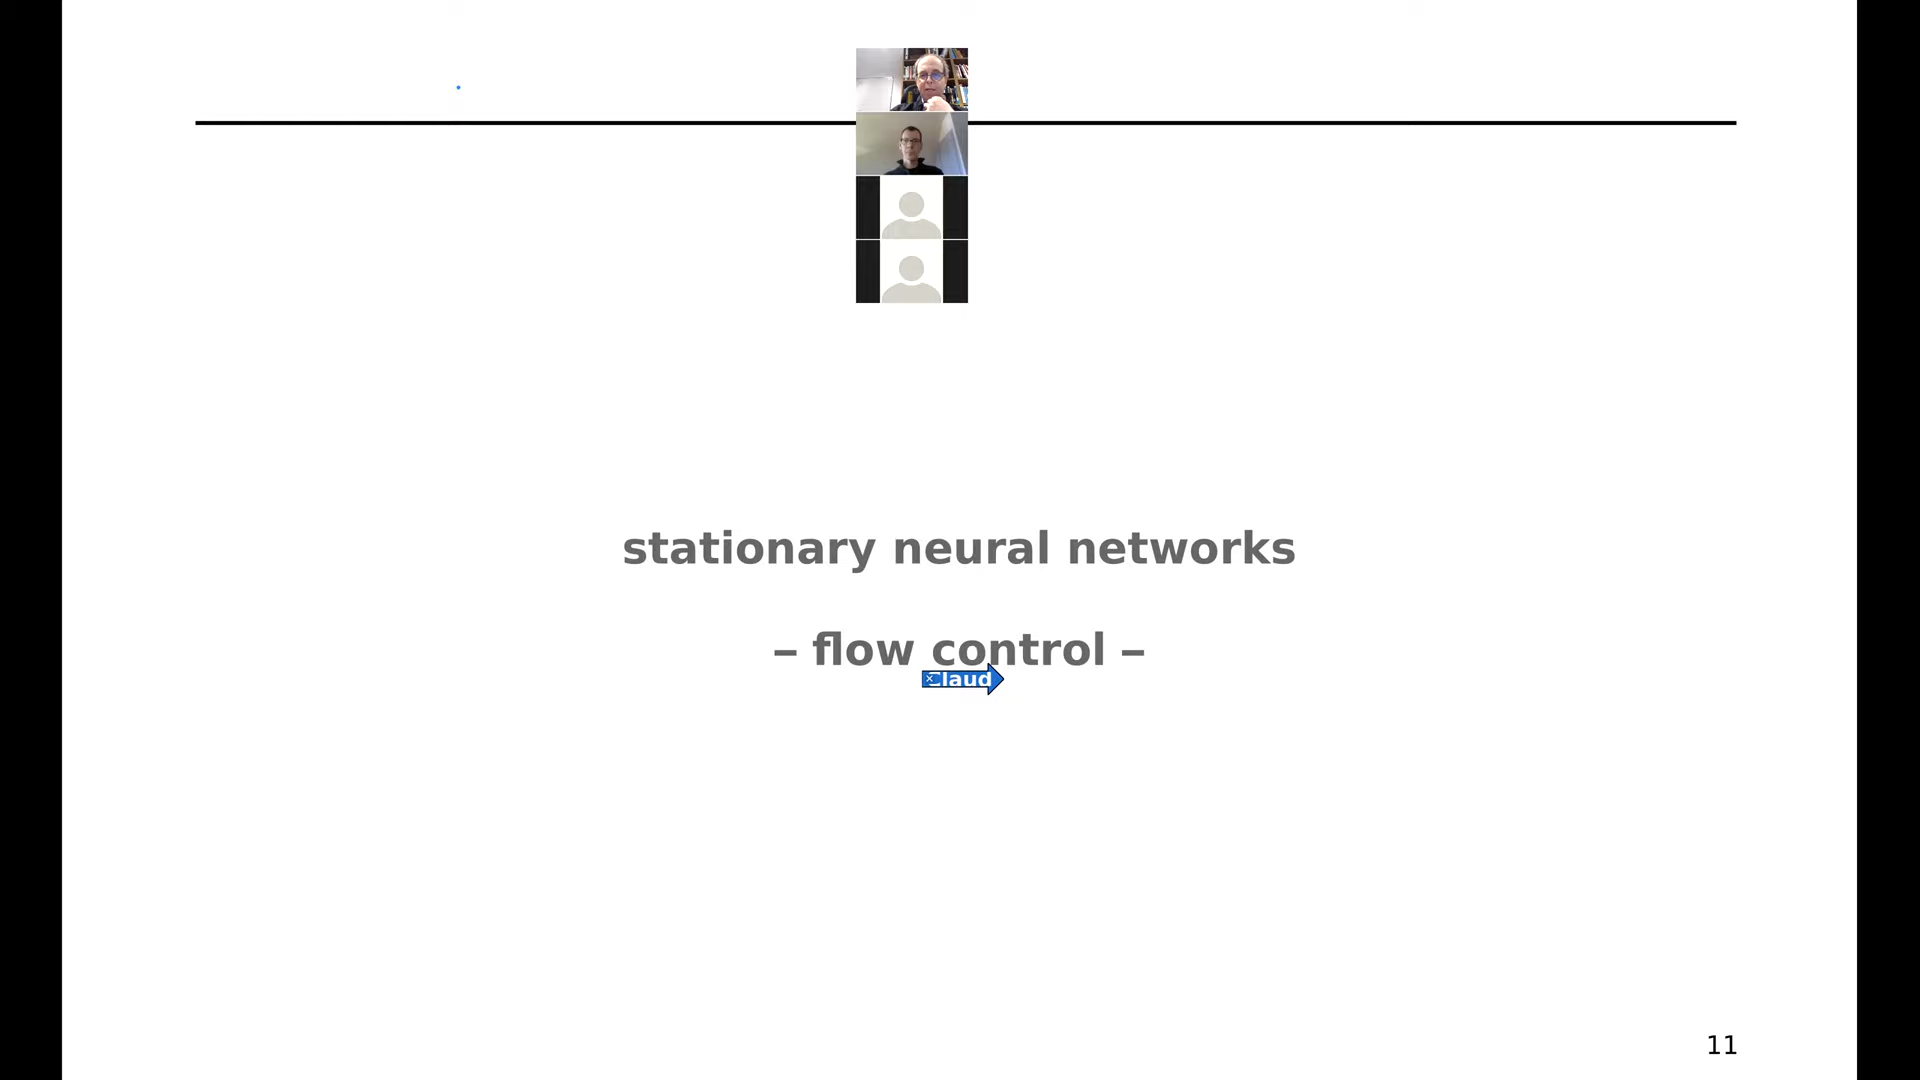 stationary neural networks
– flow control –
Claud
11